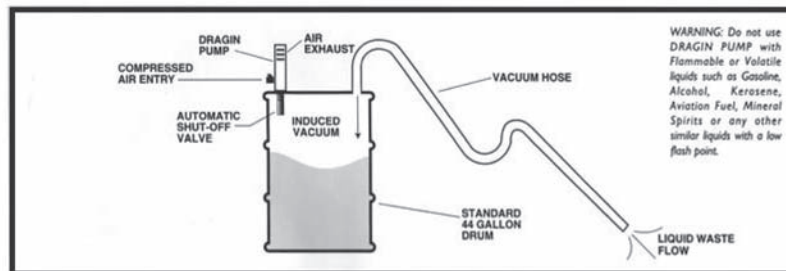 DRAGIN
PUMP
AIR
EXHAUST
COMPRESSED
AIR ENTRY
AUTOMATIC
SHUT-OFF
VALVE
INDUCED
VACUUM
VACUUM HOSE
STANDARD
44 GALLON
DRUM
LIQUID WASTE
FLOW
WARNING: Do not use
DRAGIN PUMP with
Flammable or Volatile
liquids such as Gasoline,
Alcohol, Kerosene,
Aviation Fuel, Mineral
Spirits or any other
similar liquids with a low
flash point.